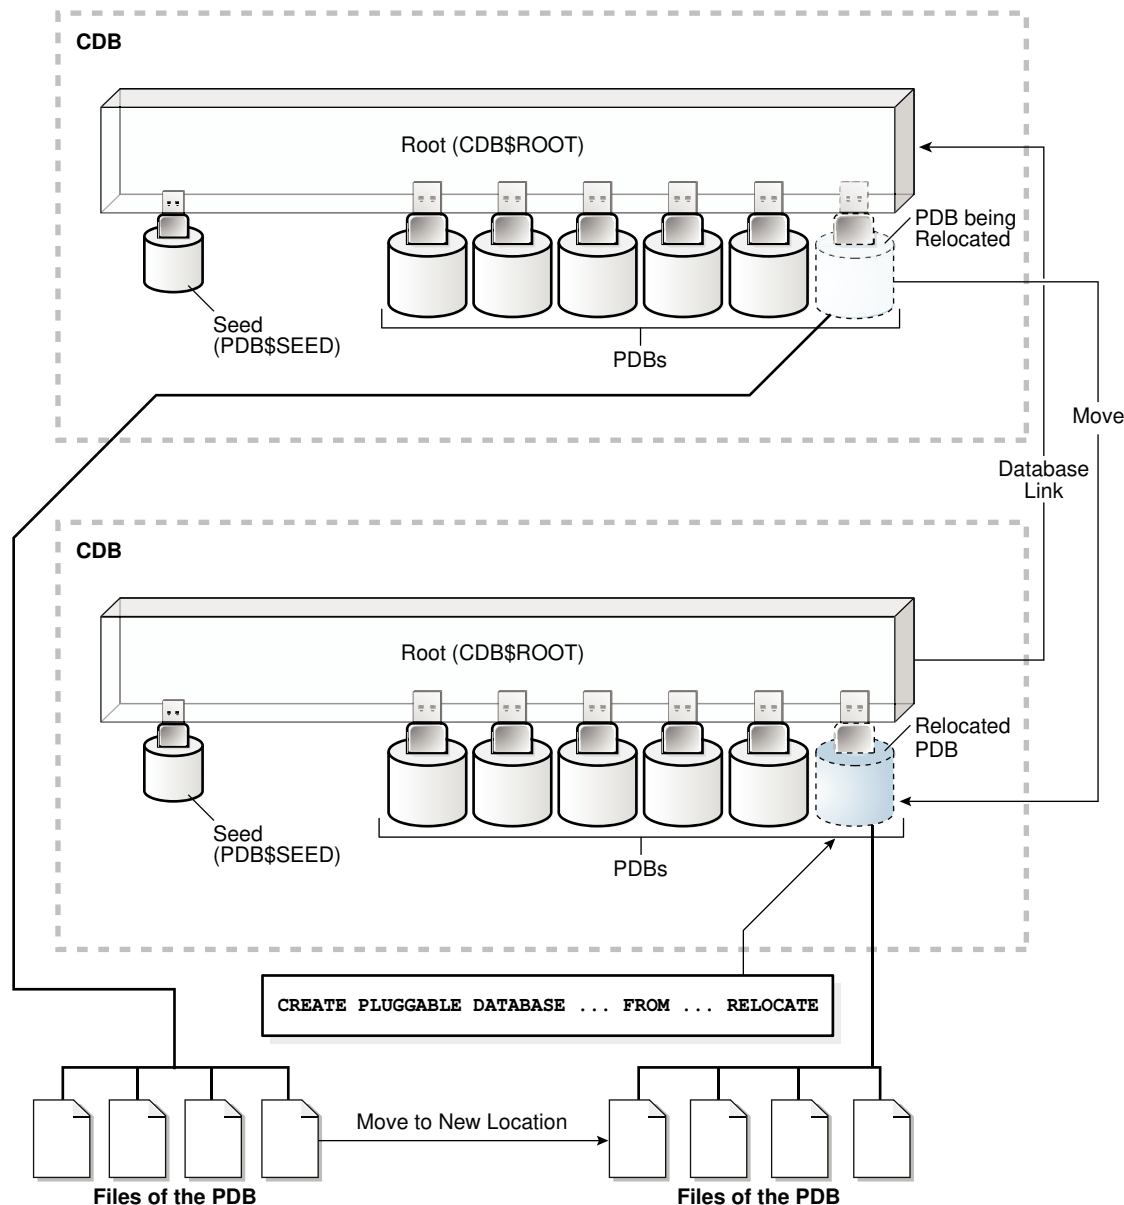 CDB
Root (CDB$ROOT)
PDB being
Relocated
Seed
(PDB$SEED)
PDBs
Move
Database
Link
CDB
Root (CDB$ROOT)
Relocated
PDB
Seed
(PDB$SEED)
PDBs
CREATE PLUGGABLE DATABASE ... FROM ... RELOCATE
Move to New Location
Files of the PDB
Files of the PDB